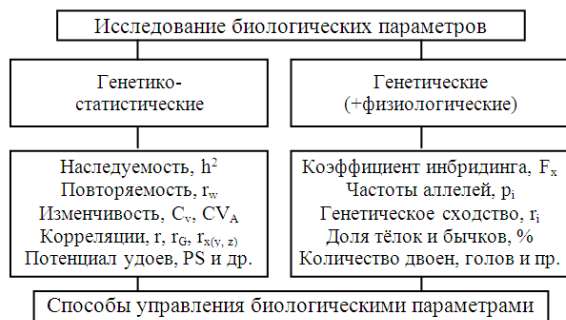 Исследование биологических параметров
Генетико-
статистические
Генетические
(+физиологические)
Наследуемость, h²
Повторяемость, r_w
Изменчивость, C_v, CV_A
Корреляции, r, r_G, r_x(v, z)
Потенциал удоев, PS и др.
Коэффициент инбридинга, F_x
Частоты аллелей, p_i
Генетическое сходство, r_i
Доля тёлок и бычков, %
Количество двоен, голов и пр.
Способы управления биологическими параметрами